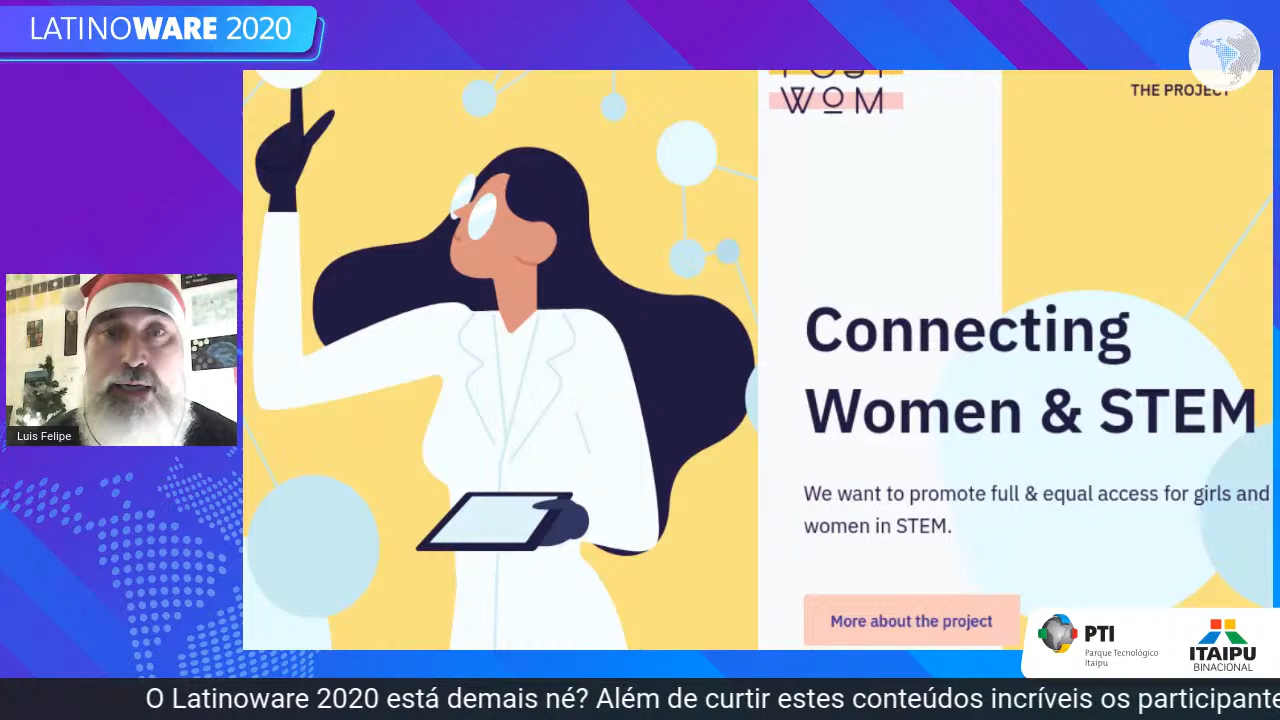 LATINOWARE 2020
WOM
THE PROJECT
Connecting
Women & STEM
We want to promote full & equal access for girls and
women in STEM.
More about the project
Luis Felipe
PTI
Parque Tecnológico
Itaipu
ITAIPU
BINACIONAL
O Latinoware 2020 está demais né? Além de curtir estes conteúdos incríveis os participante